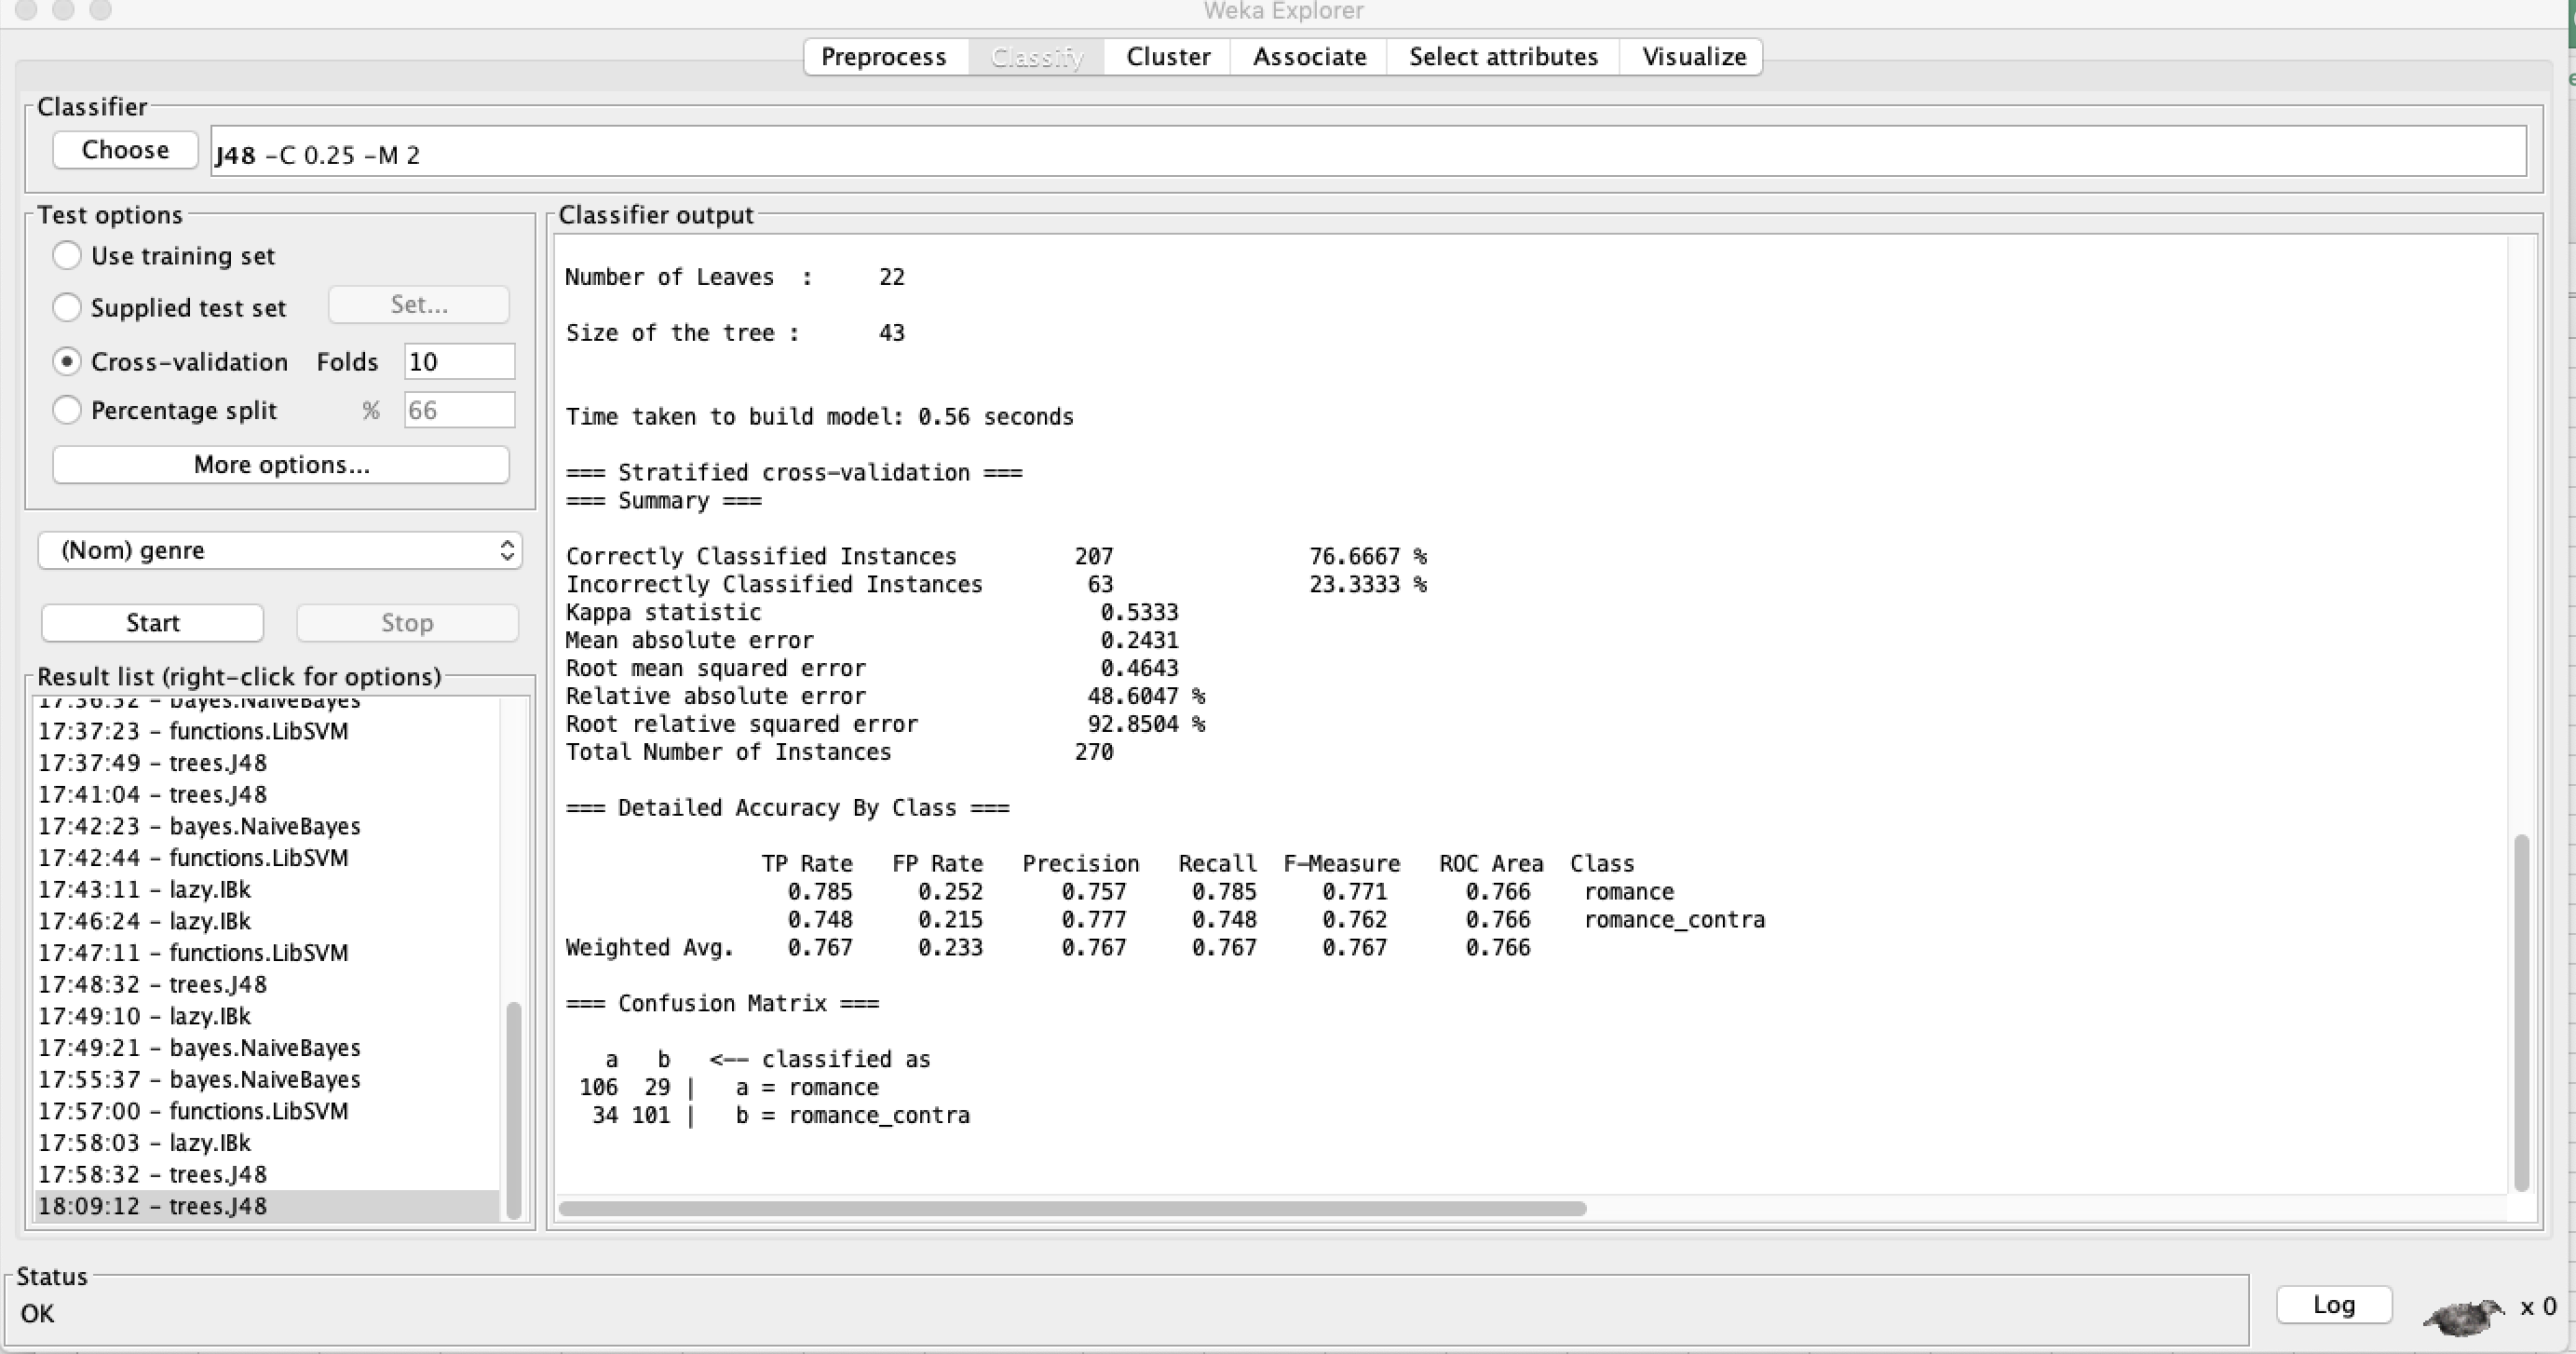 Weka Explorer
Preprocess Classify Cluster Associate Select attributes Visualize
Classifier
Choose J48 -C 0.25 -M 2
Test options
Use training set
Supplied test set Set...
Cross-validation Folds 10
Percentage split % 66
More options...
(Nom) genre
Start Stop
Result list (right-click for options)
17:36:32 - bayes.NaiveBayes
17:37:23 - functions.LibSVM
17:37:49 - trees.J48
17:41:04 - trees.J48
17:42:23 - bayes.NaiveBayes
17:42:44 - functions.LibSVM
17:43:11 - lazy.IBk
17:46:24 - lazy.IBk
17:47:11 - functions.LibSVM
17:48:32 - trees.J48
17:49:10 - lazy.IBk
17:49:21 - bayes.NaiveBayes
17:55:37 - bayes.NaiveBayes
17:57:00 - functions.LibSVM
17:58:03 - lazy.IBk
17:58:32 - trees.J48
18:09:12 - trees.J48
Classifier output
Number of Leaves : 22
Size of the tree : 43
Time taken to build model: 0.56 seconds
=== Stratified cross-validation ===
=== Summary ===
Correctly Classified Instances 207 76.6667 %
Incorrectly Classified Instances 63 23.3333 %
Kappa statistic 0.5333
Mean absolute error 0.2431
Root mean squared error 0.4643
Relative absolute error 48.6047 %
Root relative squared error 92.8504 %
Total Number of Instances 270
=== Detailed Accuracy By Class ===
TP Rate FP Rate Precision Recall F-Measure ROC Area Class
0.785 0.252 0.757 0.785 0.771 0.766 romance
0.748 0.215 0.777 0.748 0.762 0.766 romance_contra
Weighted Avg. 0.767 0.233 0.767 0.767 0.767 0.766
=== Confusion Matrix ===
a b <-- classified as
106 29 | a = romance
34 101 | b = romance_contra
Status
OK
Log x 0